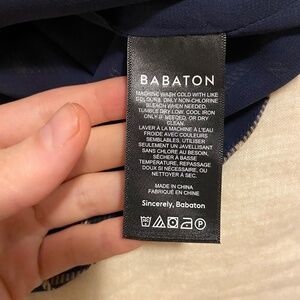 BABATON
MACHINE WASH COLD WITH LIKE
COLOURS, ONLY NON-CHLORINE
BLEACH WHEN NEEDED.
TUMBLE DRY LOW. COOL IRON
ONLY IF NEEDED, OR DRY
CLEAN.
LAVER À LA MACHINE À L'EAU
FROIDE AVEC COULEURS
SEMBLABLES, UTILISER
SEULEMENT UN JAVELLISANT
SANS CHLORE AU BESOIN.
SÉCHER À BASSE
TEMPÉRATURE, REPASSAGE
DOUX SI NÉCESSAIRE, OU
NETTOYER À SEC.
MADE IN CHINA
FABRIQUÉ EN CHINE
Sincerely, Babaton
P